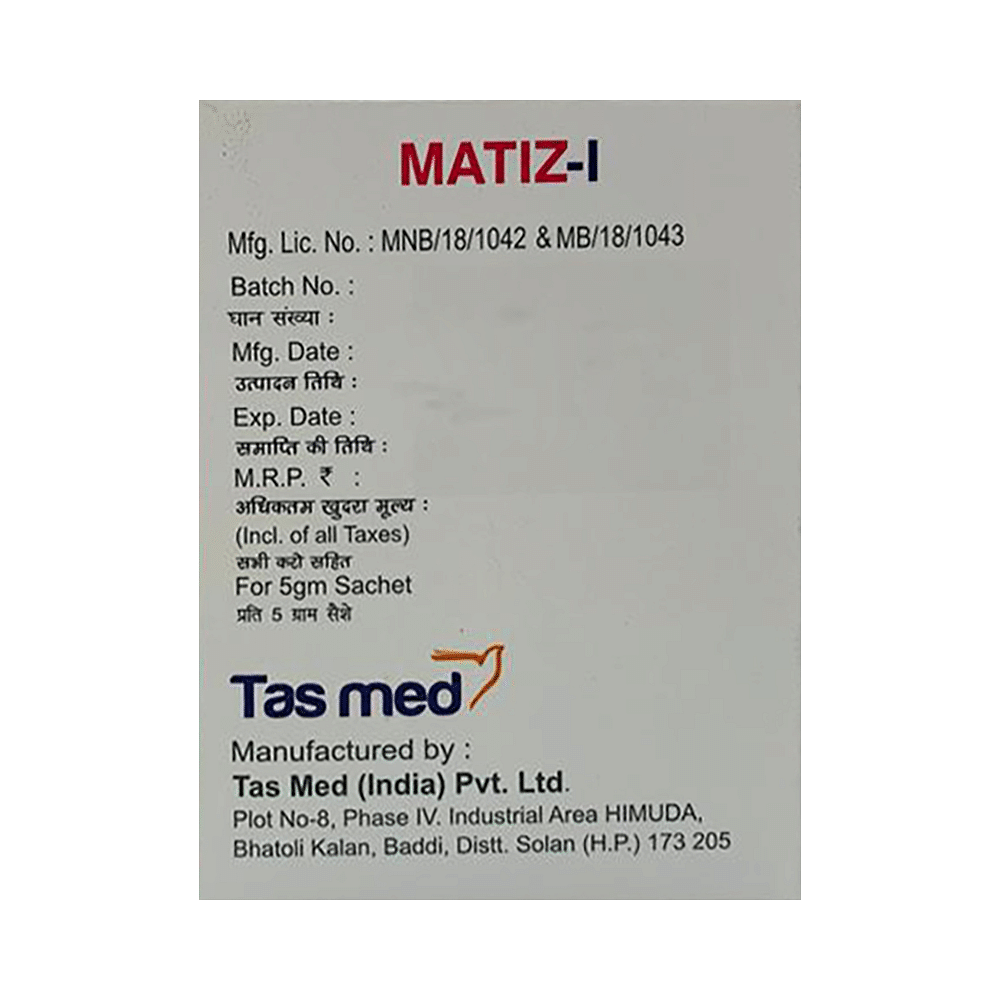 MATIZ-I
Mfg. Lic. No. : MNB/18/1042 & MB/18/1043
Batch No. :
घान संख्या :
Mfg. Date :
उत्पादन तिथि :
Exp. Date :
समाप्ति की तिथि :
M.R.P. ₹ :
अधिकतम खुदरा मूल्य :
(Incl. of all Taxes)
सभी करो सहित
For 5gm Sachet
प्रति 5 ग्राम सैशे
Tas med
Manufactured by :
Tas Med (India) Pvt. Ltd.
Plot No-8, Phase IV. Industrial Area HIMUDA,
Bhatoli Kalan, Baddi, Distt. Solan (H.P.) 173 205